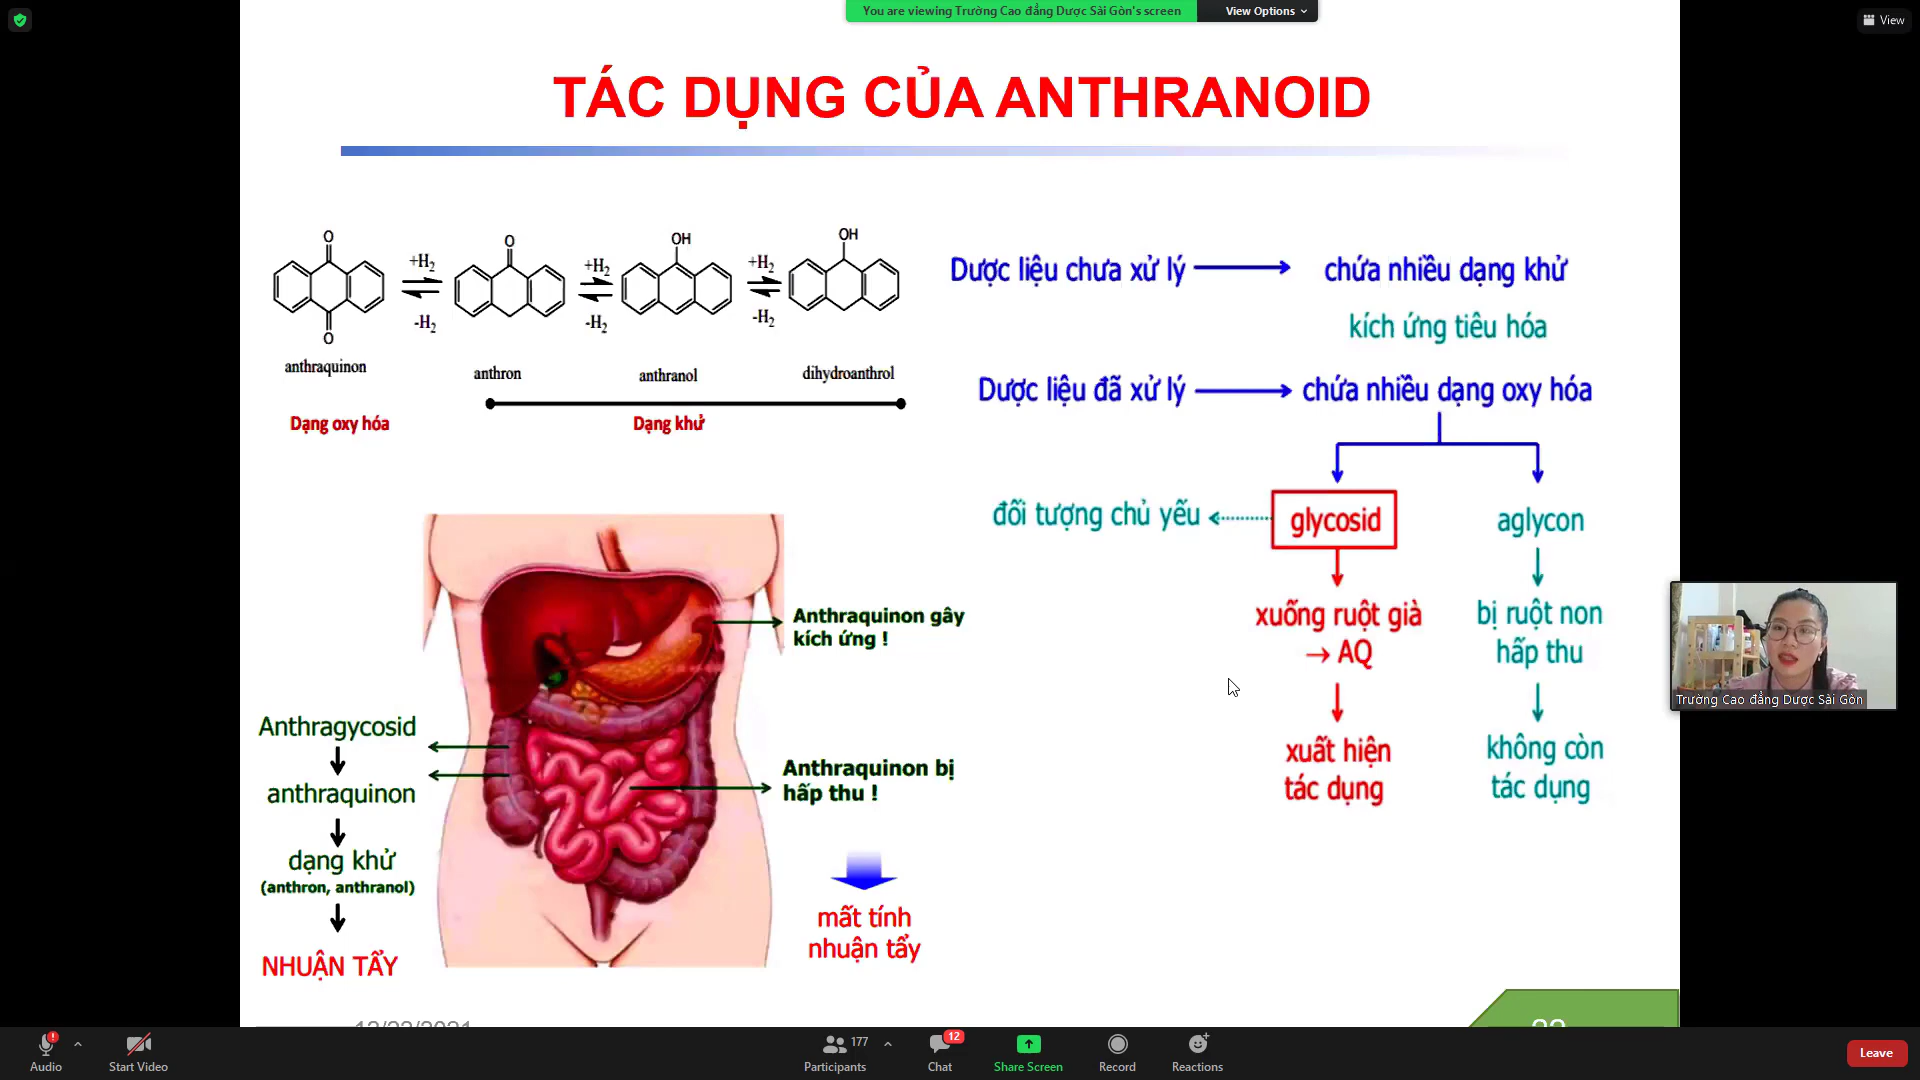 You are viewing Trường Cao đẳng Dược Sài Gòn's screen
View Options
View
TÁC DỤNG CỦA ANTHRANOID
O
O
anthraquinon
+H2
-H2
O
anthron
+H2
-H2
OH
anthranol
+H2
-H2
OH
dihydroanthrol
Dạng oxy hóa
Dạng khử
Dược liệu chưa xử lý
chứa nhiều dạng khử
kích ứng tiêu hóa
Dược liệu đã xử lý
chứa nhiều dạng oxy hóa
đối tượng chủ yếu
glycosid
aglycon
xuống ruột già
→ AQ
xuất hiện
tác dụng
bị ruột non
hấp thu
không còn
tác dụng
Anthraquinon gây
kích ứng !
Anthraquinon bị
hấp thu !
mất tính
nhuận tẩy
Anthragycosid
anthraquinon
dạng khử
(anthron, anthranol)
NHUẬN TẨY
Trường Cao đẳng Dược Sài Gòn
Audio
Start Video
177
Participants
12
Chat
Share Screen
Record
Reactions
Leave